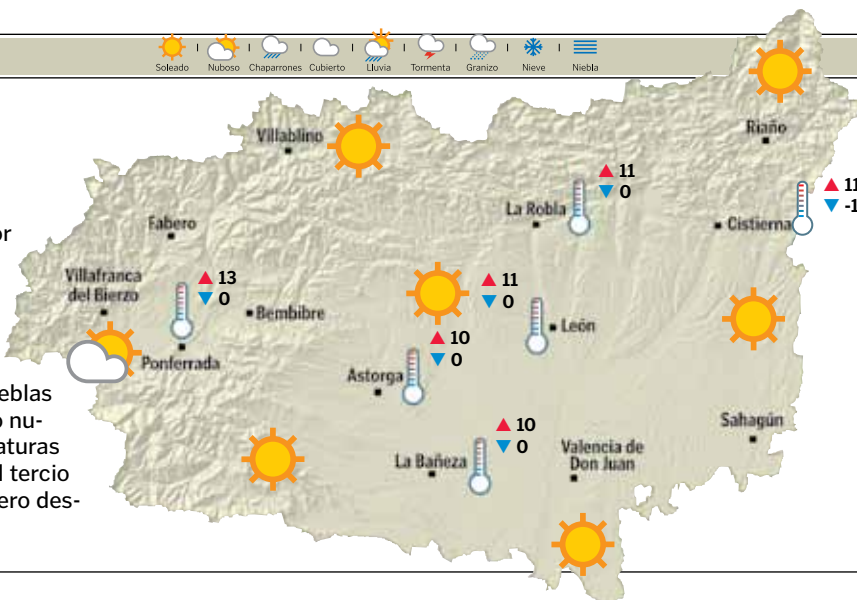 Soleado Nuboso Chaparrones Cubierto Lluvia Tormenta Granizo Nieve Niebla
Villablino
Riaño
11
0
La Robla
11
-1
Cistierna
or
Fabero
Villafranca
del Bierzo
13
0
Bembibre
Ponferrada
11
0
León
10
0
Astorga
eblas
o nu-
aturas
l tercio
ero des-
10
0
La Bañeza
Valencia de
Don Juan
Sahagún